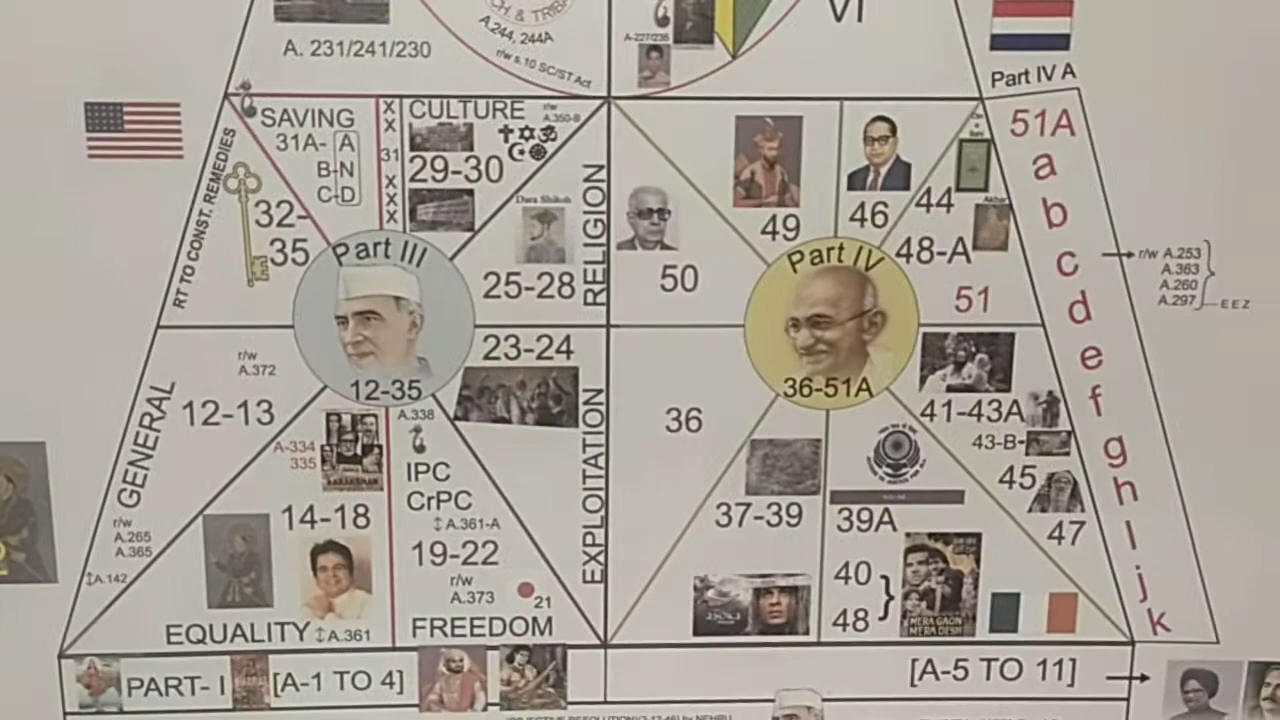 CH. & TRIB
A.244, 244A
r/w s.10 SC/ST Act
A. 231/241/230
A-227/235
VI
Part IV A
SAVING
31A- A
B-N
C-D
X
X
31
X
X
X
CULTURE
r/w
A.350-B
29-30
RT TO CONST. REMEDIES
32-
35
Part III
12-35
Dara Shikoh
25-28
RELIGION
49
46
44
Akbar
48-A
50
51
Part IV
36-51A
51A
a
b
c
d
e
f
g
h
I
j
k
r/w A.253
A.363
A.260
A.297
EEZ
r/w
A.372
GENERAL
12-13
23-24
EXPLOITATION
36
41-43A
43-B-
45
47
A-334
335
A.338
IPC
CrPC
↕A.361-A
14-18
19-22
r/w
A.373
21
r/w
A.265
A.365
↕A.142
EQUALITY ↕A.361
FREEDOM
37-39
39A
40
48
MERA GAON
MERA DESH
PART- I
[A-1 TO 4]
[A-5 TO 11]